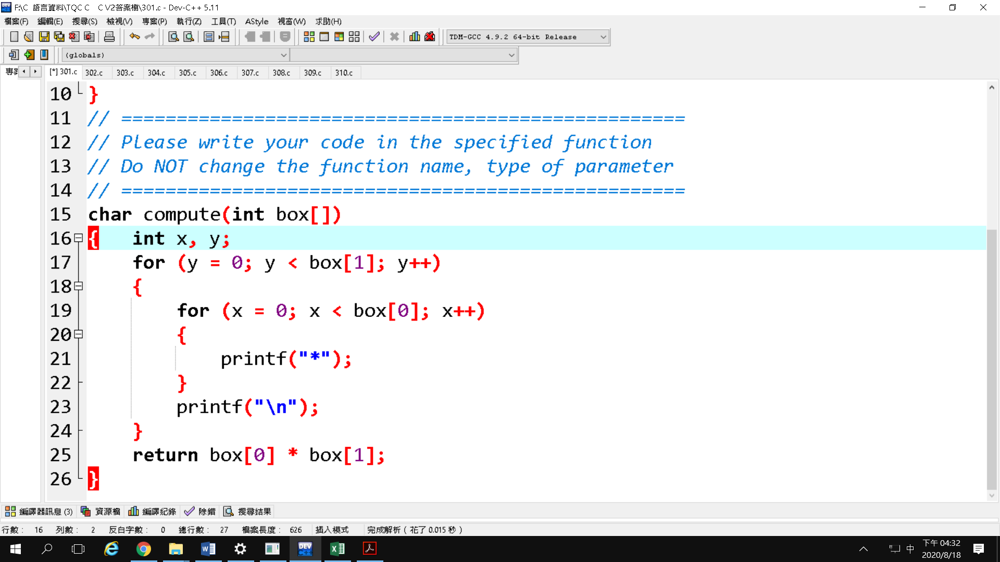 F:\C 語言資料\TQC C    C V2答案檔\301.c - Dev-C++ 5.11
檔案(F) 編輯(E) 搜尋(S) 檢視(V) 專案(P) 執行(Z) 工具(T) AStyle 視窗(W) 求助(H)
TDM-GCC 4.9.2 64-bit Release
(globals)
[*] 301.c 302.c 303.c 304.c 305.c 306.c 307.c 308.c 309.c 310.c
10 }
11 // ===================================================
12 // Please write your code in the specified function
13 // Do NOT change the function name, type of parameter
14 // ===================================================
15 char compute(int box[])
16 {   int x, y;
17     for (y = 0; y < box[1]; y++)
18     {
19         for (x = 0; x < box[0]; x++)
20         {
21             printf("*");
22         }
23         printf("\n");
24     }
25     return box[0] * box[1];
26 }
編譯器訊息 (3) 資源檔 編譯紀錄 除錯 搜尋結果
行數： 16 列數： 2 反白字數： 0 總行數： 27 檔案長度： 626 插入模式 完成解析 ( 花了 0.015 秒 )
中 下午 04:32
2020/8/18